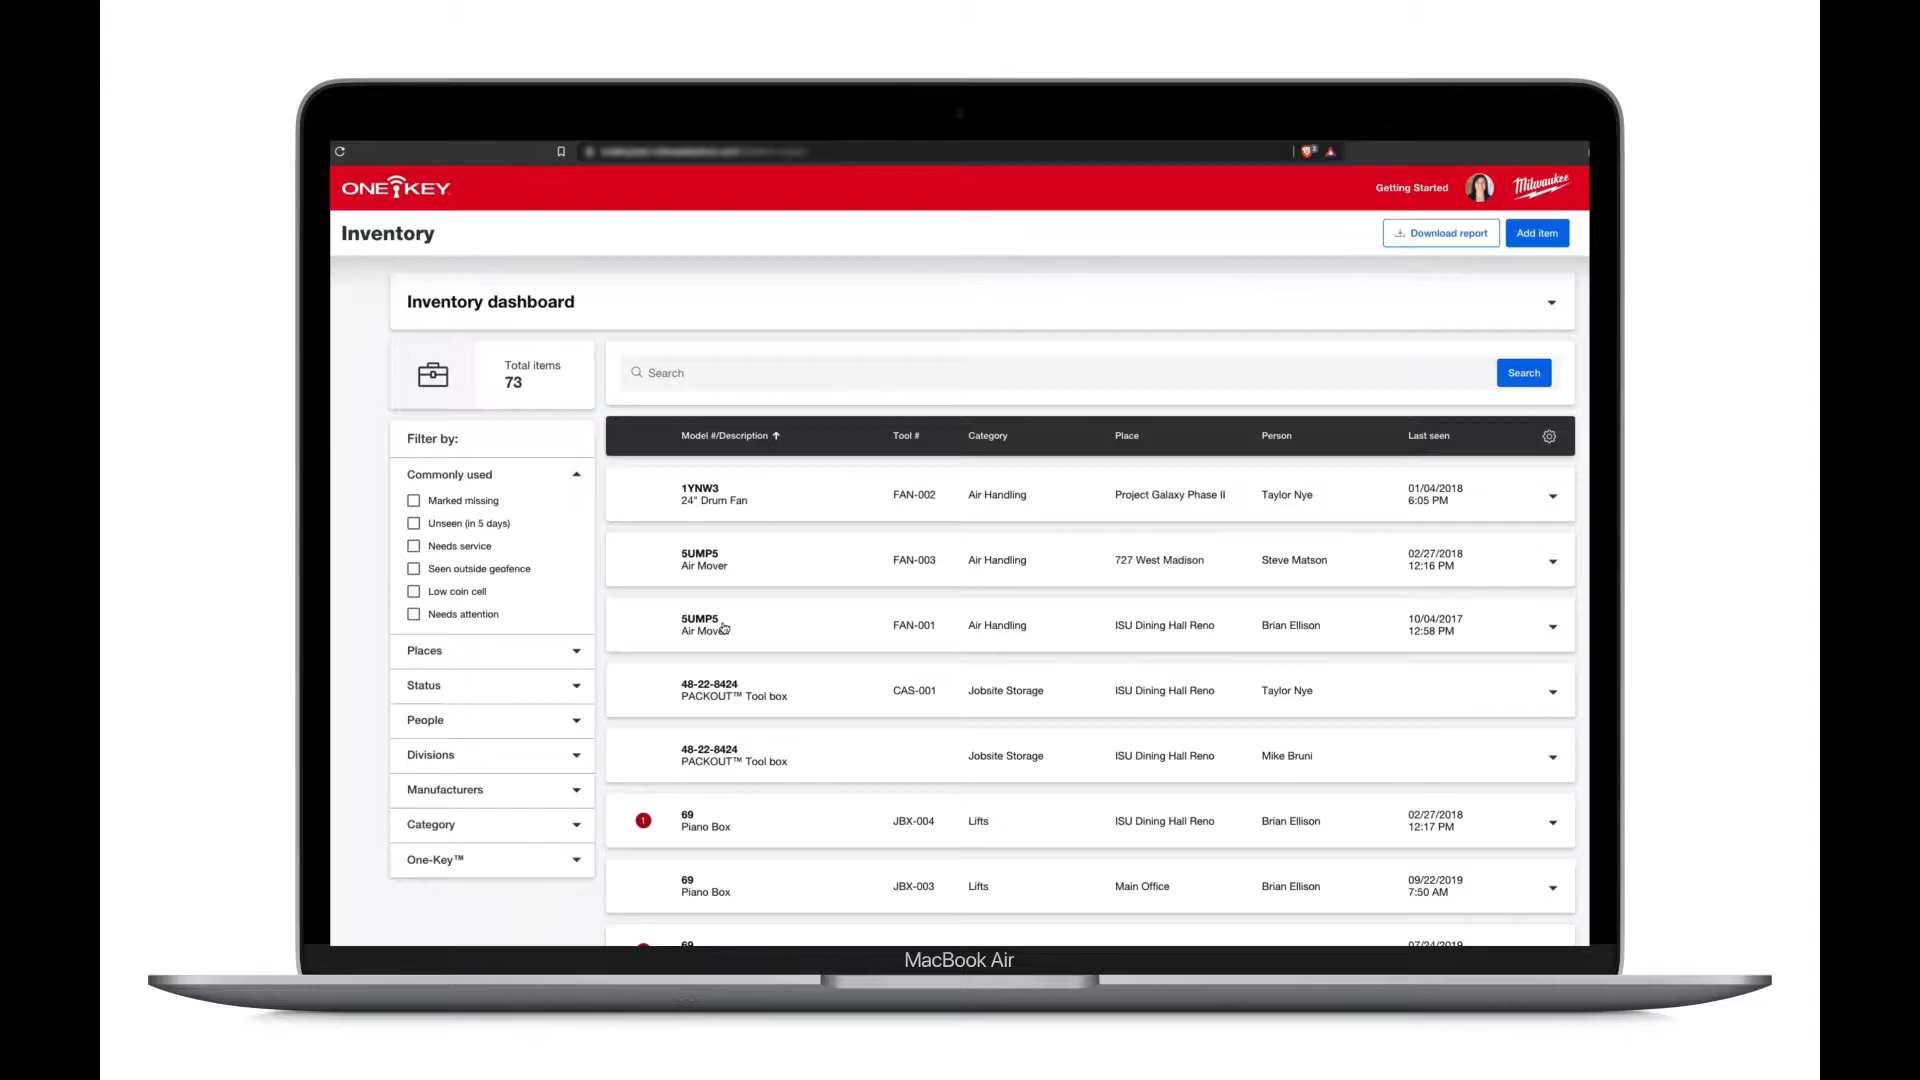 ONE KEY
Getting Started
Milwaukee
Inventory
Download report
Add item
Inventory dashboard
Total items
73
Search
Search
Filter by:
Commonly used
Marked missing
Unseen (in 5 days)
Needs service
Seen outside geofence
Low coin cell
Needs attention
Places
Status
People
Divisions
Manufacturers
Category
One-Key™
Model #/Description Tool # Category Place Person Last seen
1YNW3
24" Drum Fan
FAN-002 Air Handling Project Galaxy Phase II Taylor Nye
01/04/2018
6:05 PM
5UMP5
Air Mover
FAN-003 Air Handling 727 West Madison Steve Matson
02/27/2018
12:16 PM
5UMP5
Air Mover
FAN-001 Air Handling ISU Dining Hall Reno Brian Ellison
10/04/2017
12:58 PM
48-22-8424
PACKOUT™ Tool box
CAS-001 Jobsite Storage ISU Dining Hall Reno Taylor Nye
48-22-8424
PACKOUT™ Tool box
Jobsite Storage ISU Dining Hall Reno Mike Bruni
1
69
Piano Box
JBX-004 Lifts ISU Dining Hall Reno Brian Ellison
02/27/2018
12:17 PM
69
Piano Box
JBX-003 Lifts Main Office Brian Ellison
09/22/2019
7:50 AM
69
07/24/2019
MacBook Air